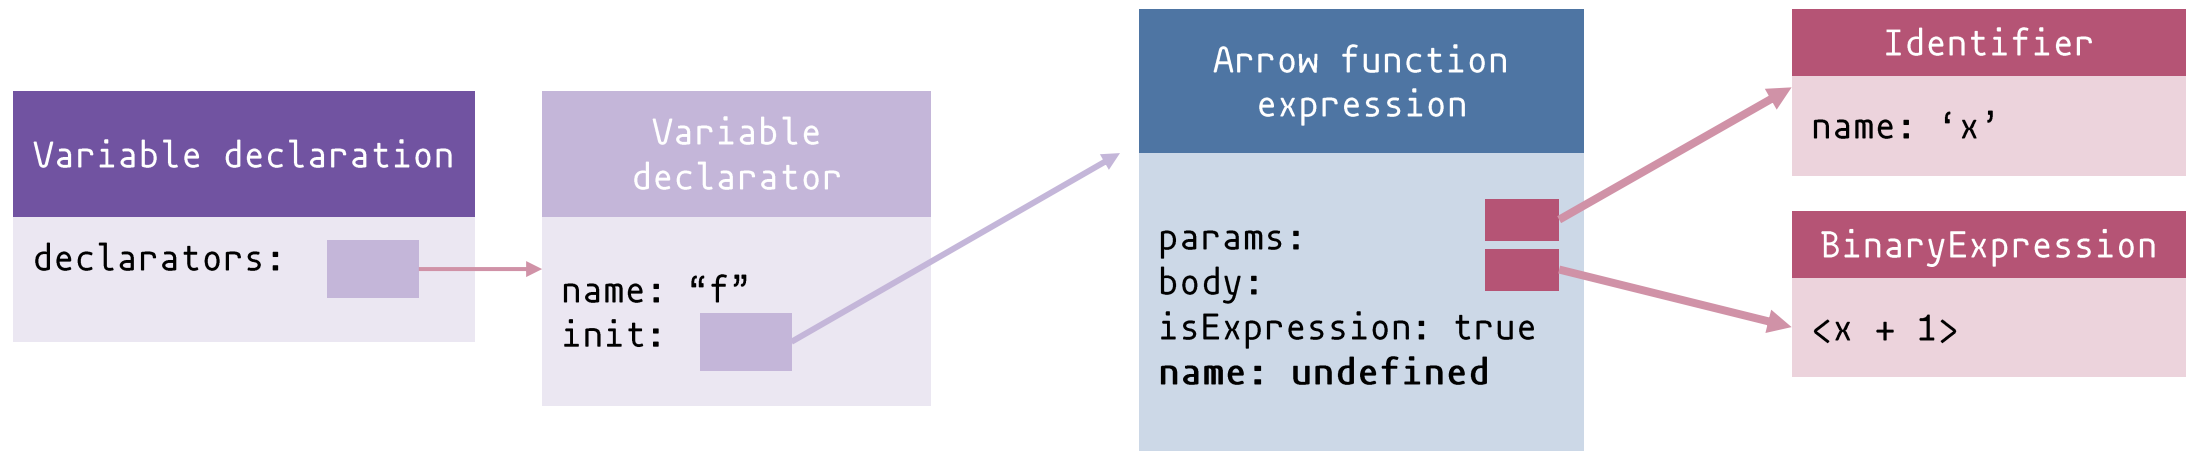 Variable declaration
declarators:
Variable
declarator
name: “f”
init:
Arrow function
expression
params:
body:
isExpression: true
name: undefined
Identifier
name: ‘x’
BinaryExpression
<x + 1>